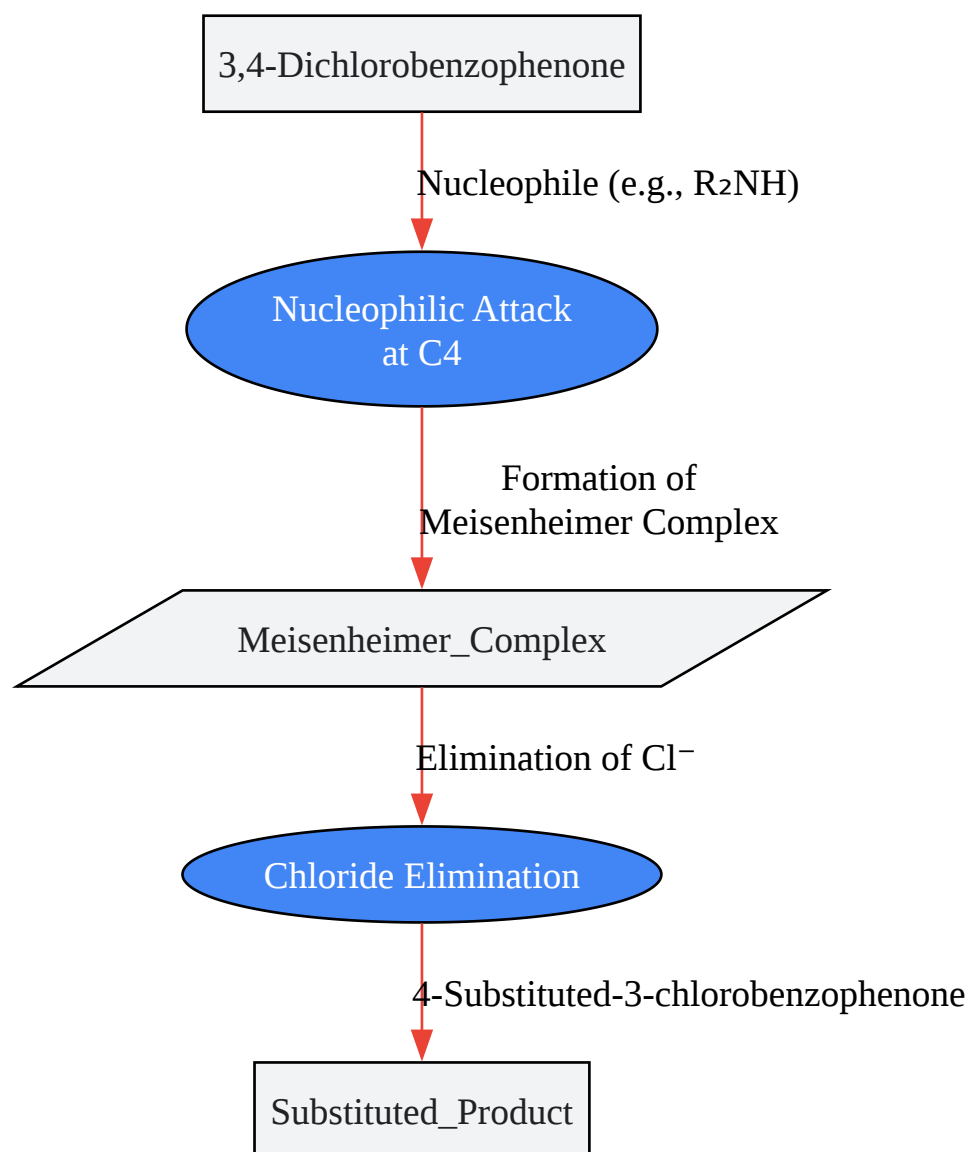 3,4-Dichlorobenzophenone
Nucleophile (e.g., R₂NH)
Nucleophilic Attack
at C4
Formation of
Meisenheimer Complex
Meisenheimer_Complex
Elimination of Cl⁻
Chloride Elimination
4-Substituted-3-chlorobenzophenone
Substituted_Product